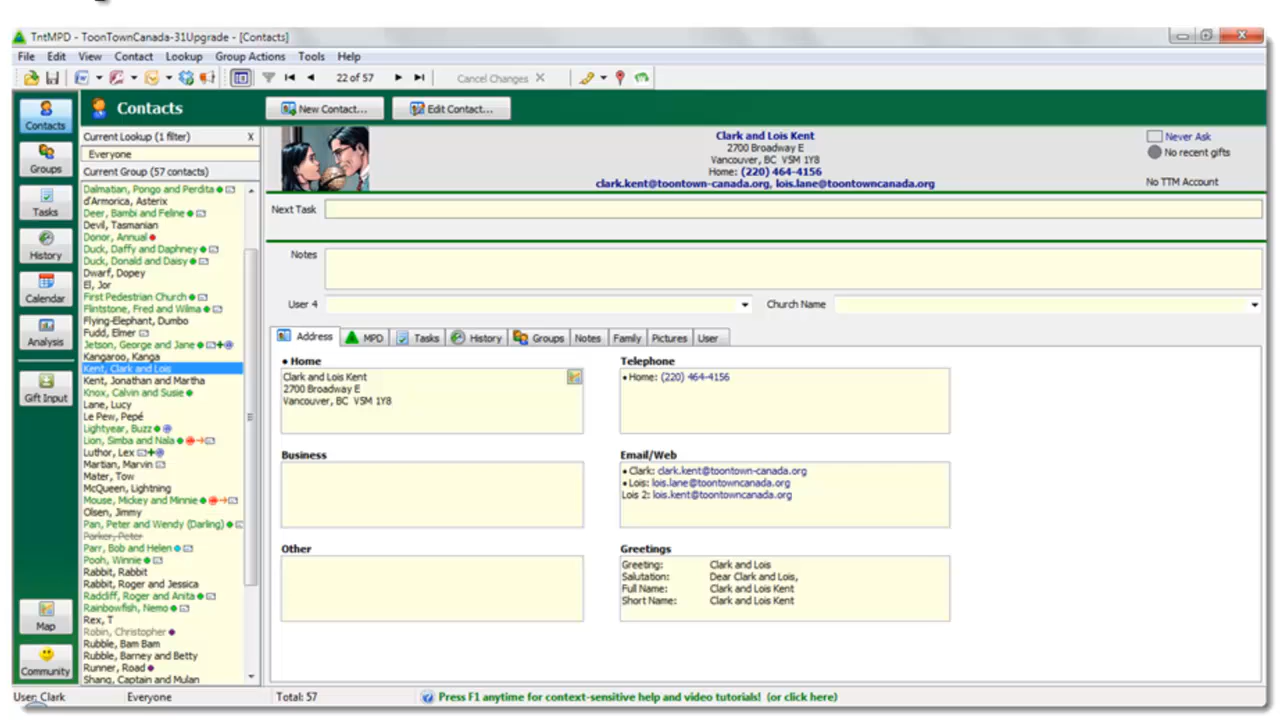 TntMPD - ToonTownCanada-31Upgrade - [Contacts]
File Edit View Contact Lookup Group Actions Tools Help
22 of 57 Cancel Changes
Contacts
Groups
Tasks
History
Calendar
Analysis
Gift Input
Map
Community
Contacts
New Contact...
Edit Contact...
Current Lookup (1 filter) X
Everyone
Current Group (57 contacts)
Dalmatian, Pongo and Perdita
d'Armorica, Asterix
Deer, Bambi and Feline
Devil, Tasmanian
Donor, Annual
Duck, Daffy and Daphney
Duck, Donald and Daisy
Dwarf, Dopey
El, Jor
First Pedestrian Church
Flintstone, Fred and Wilma
Flying-Elephant, Dumbo
Fudd, Elmer
Jetson, George and Jane
Kangaroo, Kanga
Kent, Clark and Lois
Kent, Jonathan and Martha
Knox, Calvin and Susie
Lane, Lucy
Le Pew, Pepé
Lightyear, Buzz
Lion, Simba and Nala
Luthor, Lex
Martian, Marvin
Mater, Tow
McQueen, Lightning
Mouse, Mickey and Minnie
Olsen, Jimmy
Pan, Peter and Wendy (Darling)
Parker, Peter
Parr, Bob and Helen
Pooh, Winnie
Rabbit, Rabbit
Rabbit, Roger and Jessica
Radcliff, Roger and Anita
Rainbowfish, Nemo
Rex, T
Robin, Christopher
Rubble, Bam Bam
Rubble, Barney and Betty
Runner, Road
Shang, Captain and Mulan
Clark and Lois Kent
2700 Broadway E
Vancouver, BC V5M 1Y8
Home: (220) 464-4156
clark.kent@toontown-canada.org, lois.lane@toontowncanada.org
Never Ask
No recent gifts
No TTM Account
Next Task
Notes
User 4
Church Name
Address MPD Tasks History Groups Notes Family Pictures User
• Home
Clark and Lois Kent
2700 Broadway E
Vancouver, BC V5M 1Y8
Business
Other
Telephone
• Home: (220) 464-4156
Email/Web
• Clark: clark.kent@toontown-canada.org
• Lois: lois.lane@toontowncanada.org
Lois 2: lois.kent@toontowncanada.org
Greetings
Greeting: Clark and Lois
Salutation: Dear Clark and Lois,
Full Name: Clark and Lois Kent
Short Name: Clark and Lois Kent
User: Clark Everyone Total: 57 Press F1 anytime for context-sensitive help and video tutorials! (or click here)